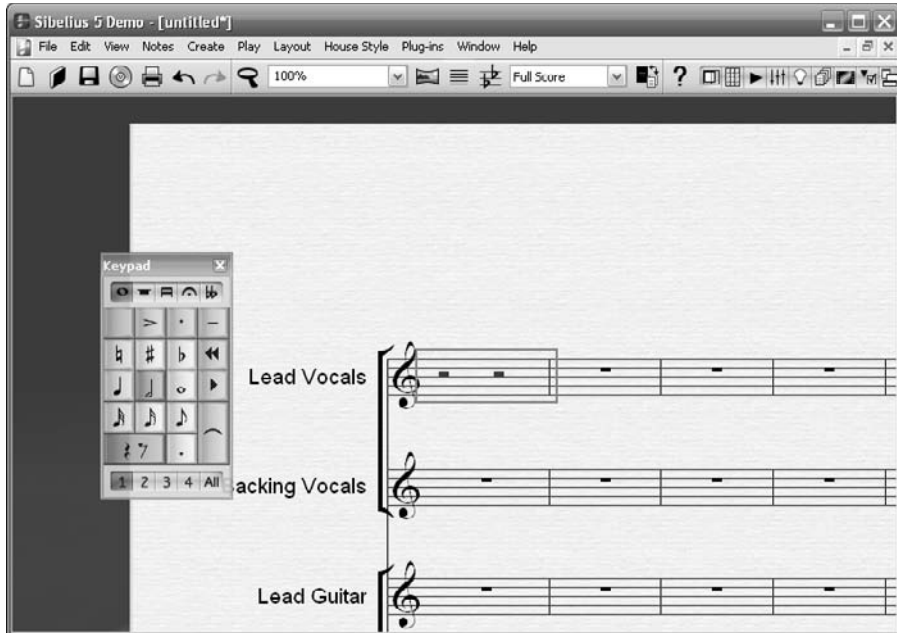 Sibelius 5 Demo - [untitled*]
File Edit View Notes Create Play Layout House Style Plug-ins Window Help
100% Full Score ?
Keypad
Lead Vocals
1 2 3 4 All
Backing Vocals
Lead Guitar